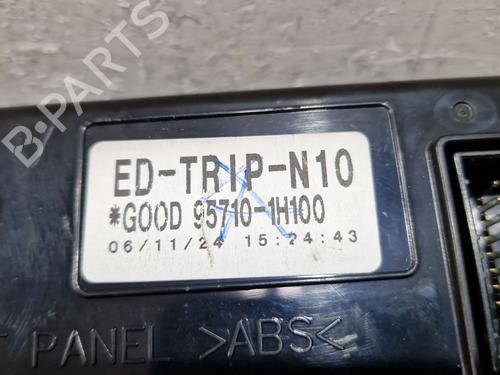 B-PARTS
ED-TRIP-N10
*GOOD 95710-1H100
06/11/24 15:24:43
PANEL >ABS<